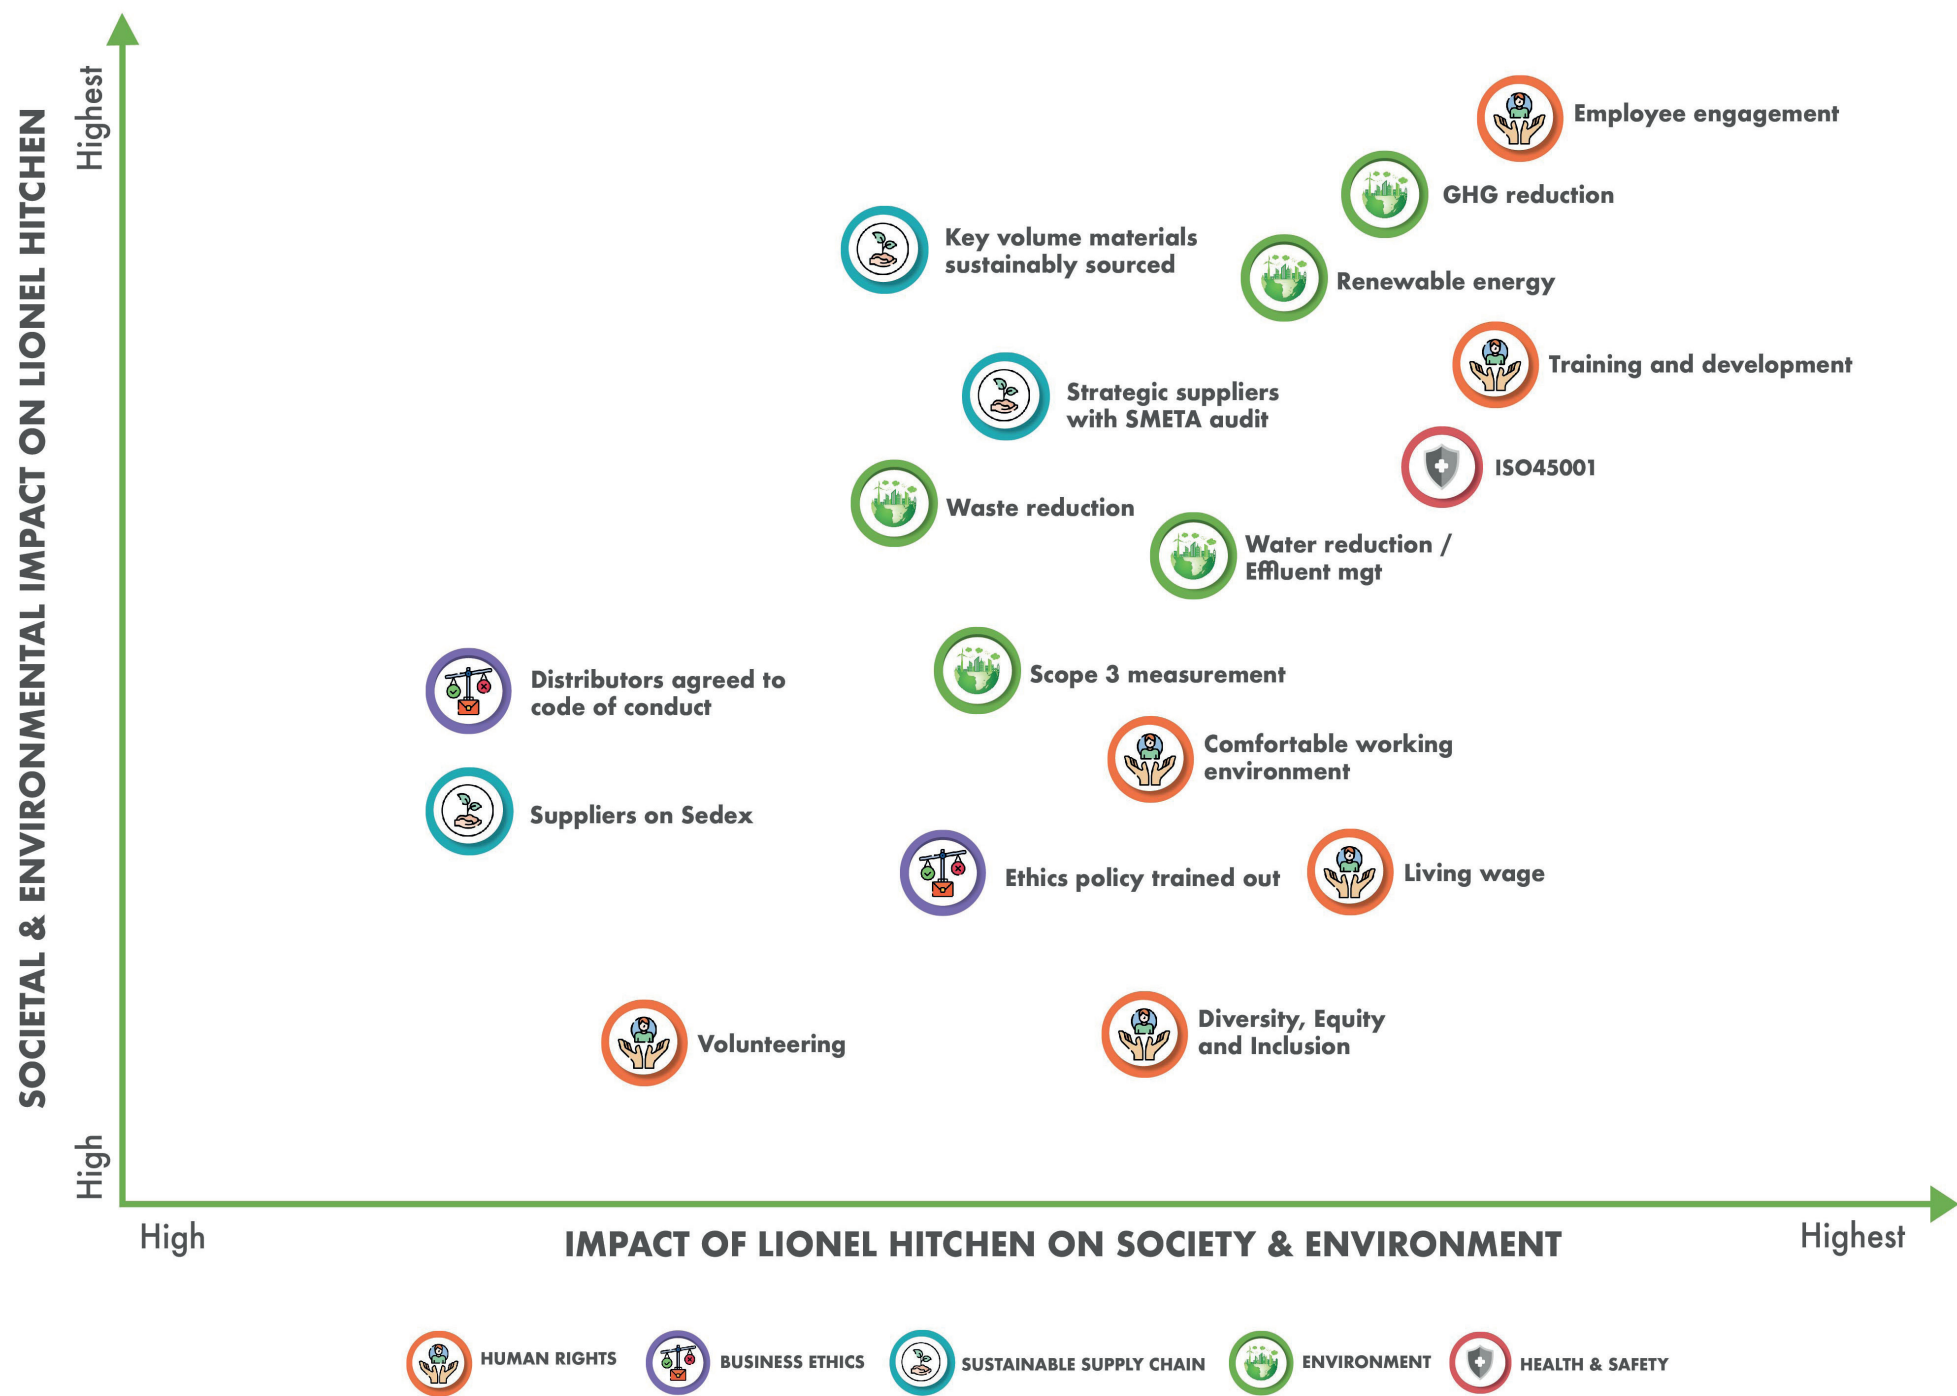 SOCIETAL & ENVIRONMENTAL IMPACT ON LIONEL HITCHEN
Highest
High
Employee engagement
GHG reduction
Key volume materials
sustainably sourced
Renewable energy
Training and development
Strategic suppliers
with SMETA audit
ISO45001
Waste reduction
Water reduction /
Effluent mgt
Scope 3 measurement
Distributors agreed to
code of conduct
Comfortable working
environment
Suppliers on Sedex
Ethics policy trained out
Living wage
Volunteering
Diversity, Equity
and Inclusion
High
IMPACT OF LIONEL HITCHEN ON SOCIETY & ENVIRONMENT
Highest
HUMAN RIGHTS
BUSINESS ETHICS
SUSTAINABLE SUPPLY CHAIN
ENVIRONMENT
HEALTH & SAFETY